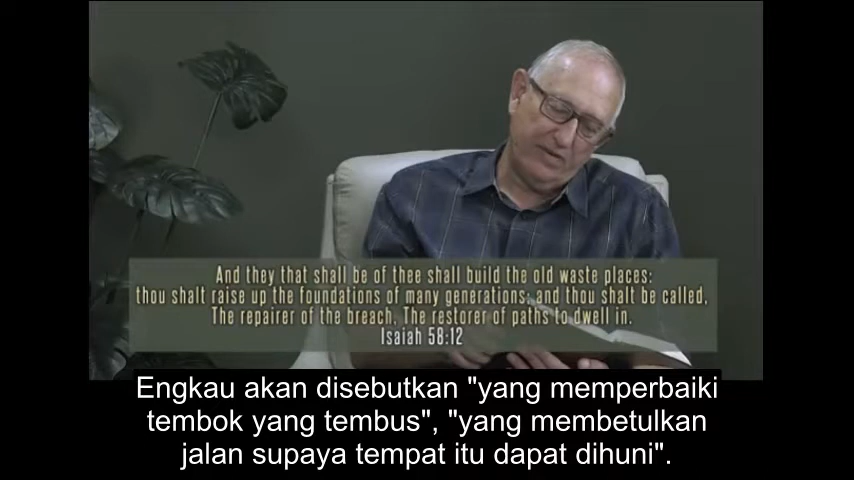 And they that shall be of thee shall build the old waste places:
thou shalt raise up the foundations of many generations; and thou shalt be called,
The repairer of the breach, The restorer of paths to dwell in.
Isaiah 58:12
Engkau akan disebutkan "yang memperbaiki
tembok yang tembus", "yang membetulkan
jalan supaya tempat itu dapat dihuni".